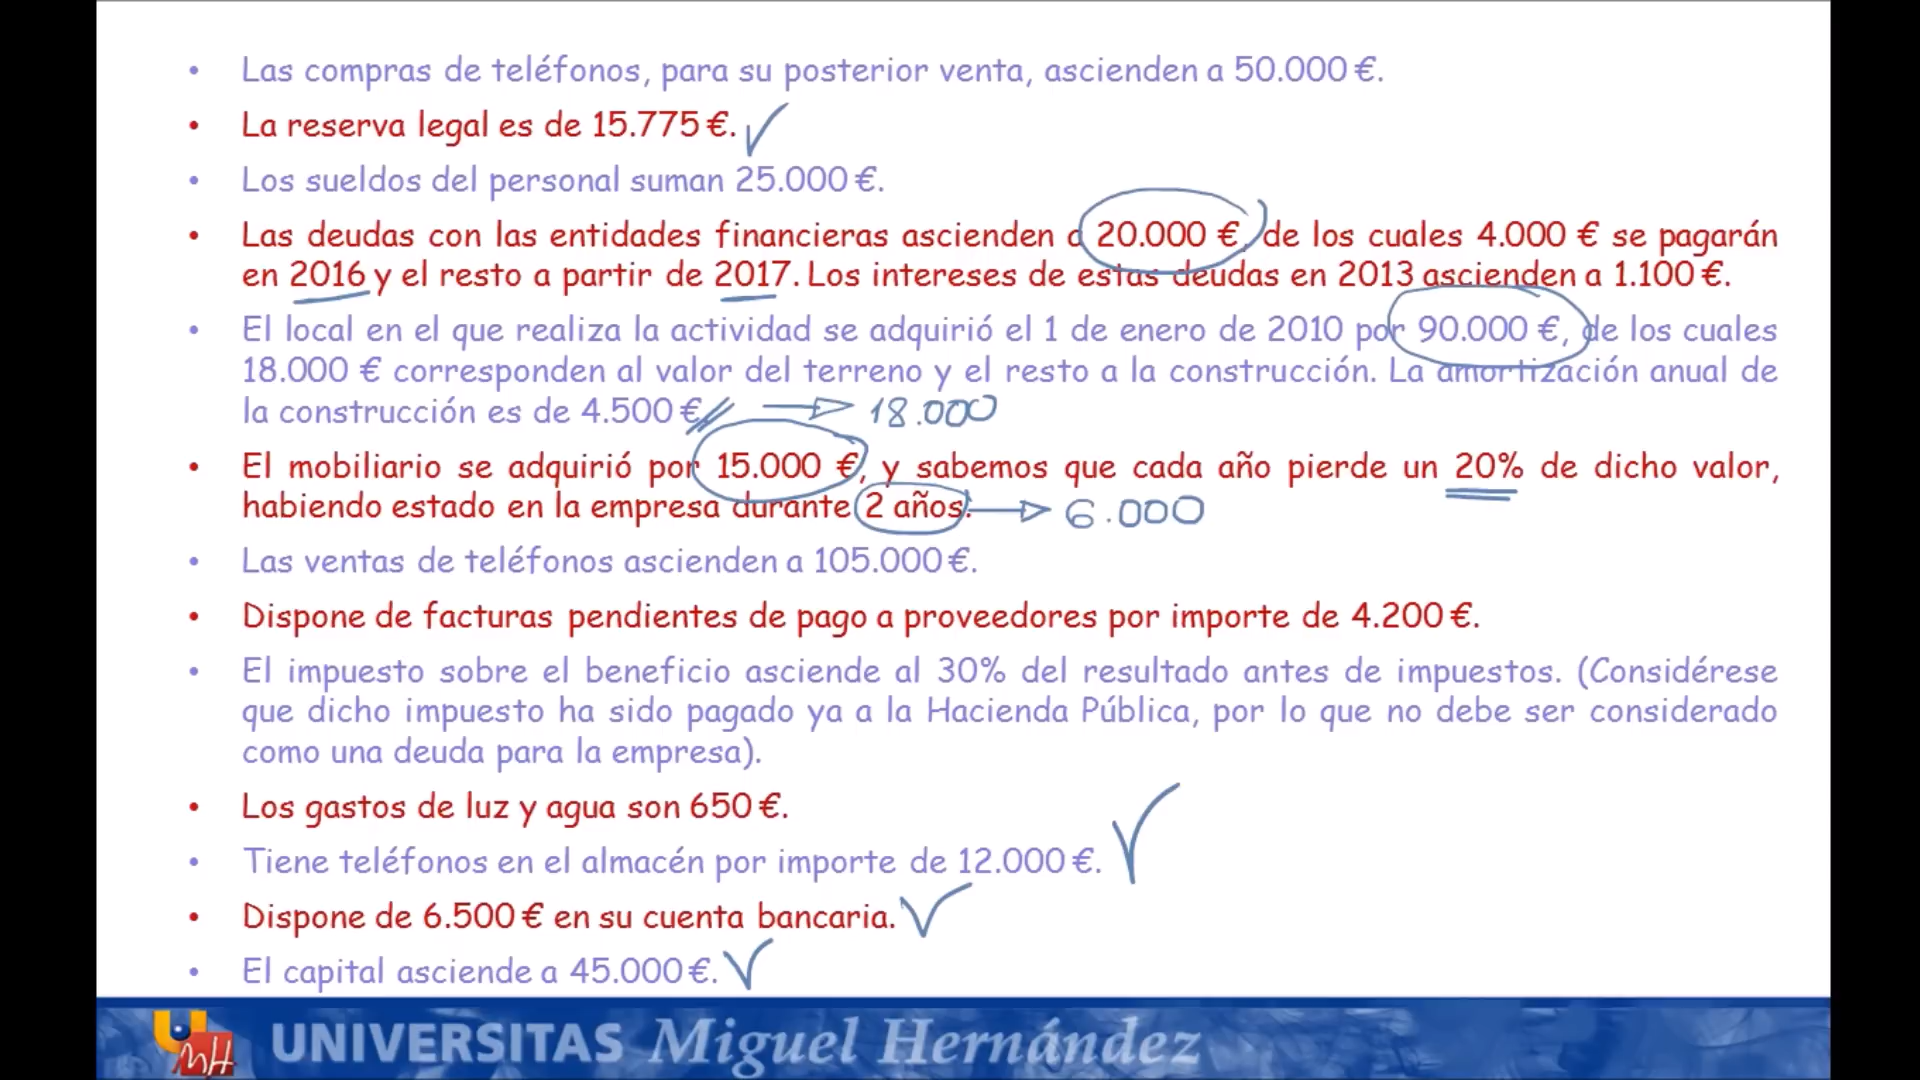 • Las compras de teléfonos, para su posterior venta, ascienden a 50.000 €.
• La reserva legal es de 15.775 €.
• Los sueldos del personal suman 25.000 €.
• Las deudas con las entidades financieras ascienden a 20.000 €, de los cuales 4.000 € se pagarán
en 2016 y el resto a partir de 2017. Los intereses de estas deudas en 2013 ascienden a 1.100 €.
• El local en el que realiza la actividad se adquirió el 1 de enero de 2010 por 90.000 €, de los cuales
18.000 € corresponden al valor del terreno y el resto a la construcción. La amortización anual de
la construcción es de 4.500 € 18.000
• El mobiliario se adquirió por 15.000 €, y sabemos que cada año pierde un 20% de dicho valor,
habiendo estado en la empresa durante 2 años. 6.000
• Las ventas de teléfonos ascienden a 105.000 €.
• Dispone de facturas pendientes de pago a proveedores por importe de 4.200 €.
• El impuesto sobre el beneficio asciende al 30% del resultado antes de impuestos. (Considérese
que dicho impuesto ha sido pagado ya a la Hacienda Pública, por lo que no debe ser considerado
como una deuda para la empresa).
• Los gastos de luz y agua son 650 €.
• Tiene teléfonos en el almacén por importe de 12.000 €.
• Dispone de 6.500 € en su cuenta bancaria.
• El capital asciende a 45.000 €.
UMH UNIVERSITAS Miguel Hernández